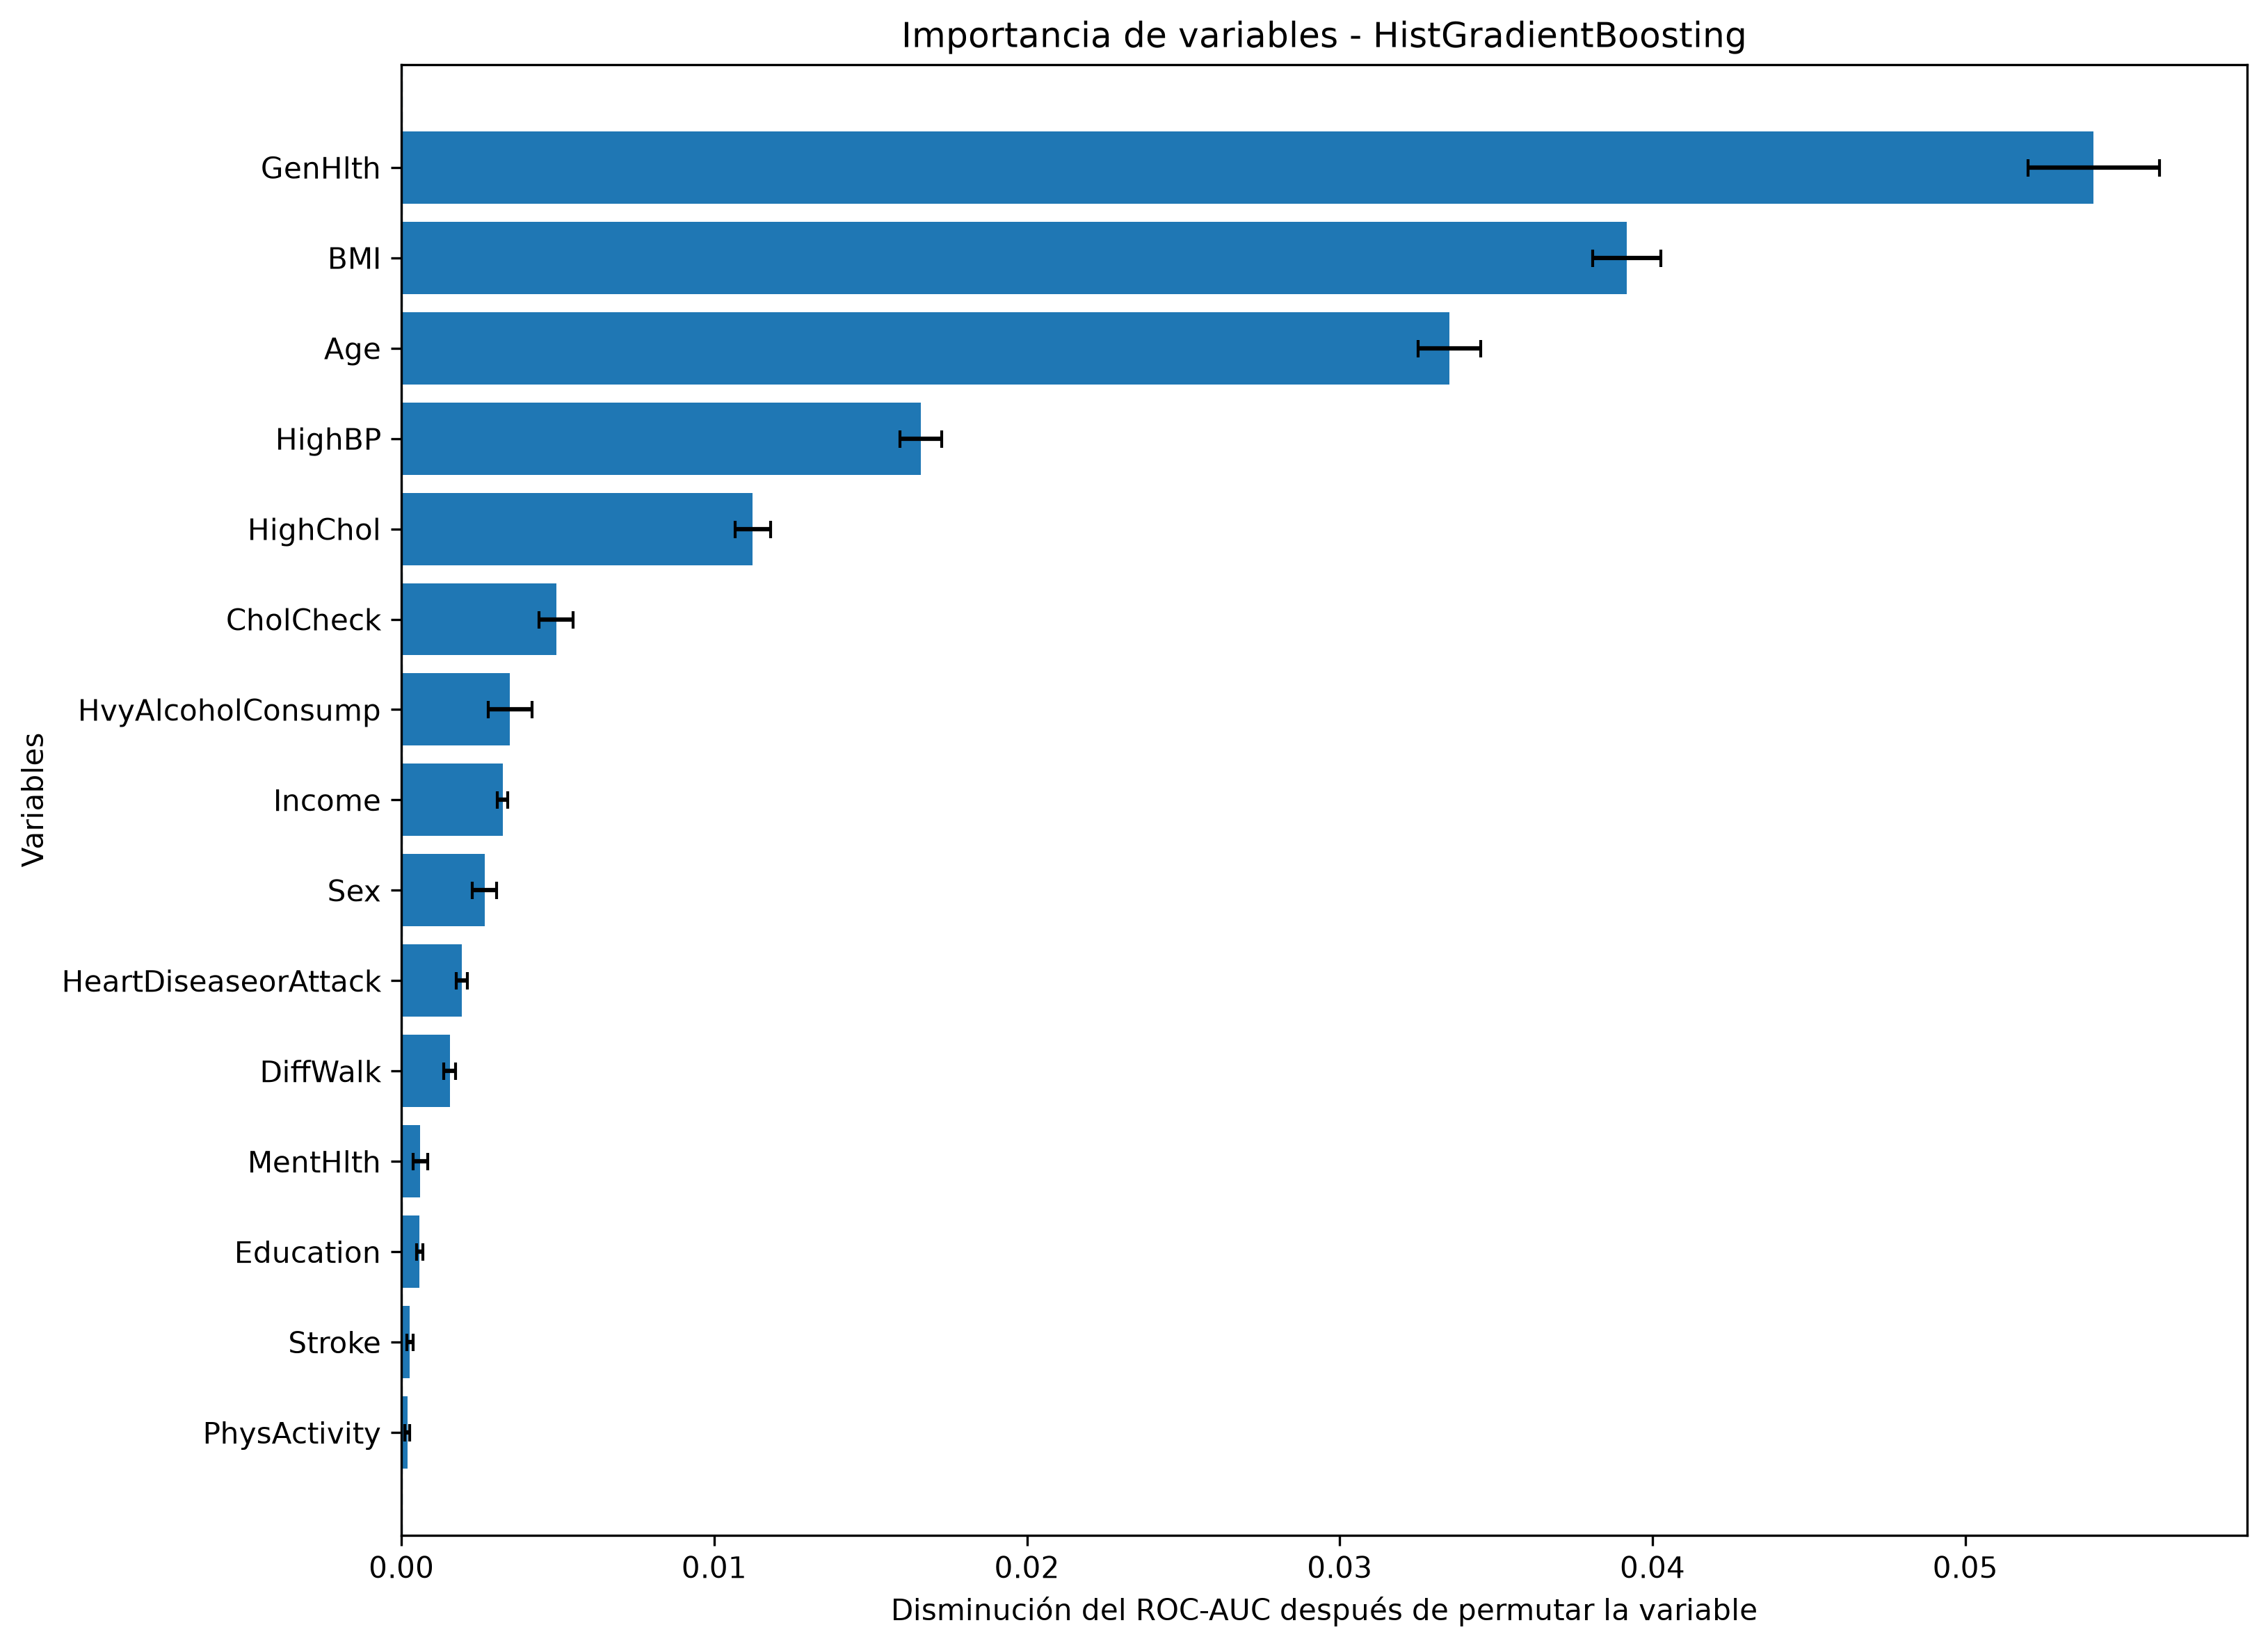 Importancia de variables - HistGradientBoosting
GenHlth
BMI
Age
HighBP
HighChol
CholCheck
HvyAlcoholConsump
Income
Sex
HeartDiseaseorAttack
DiffWalk
MentHlth
Education
Stroke
PhysActivity
Variables
0.00 0.01 0.02 0.03 0.04 0.05
Disminución del ROC-AUC después de permutar la variable